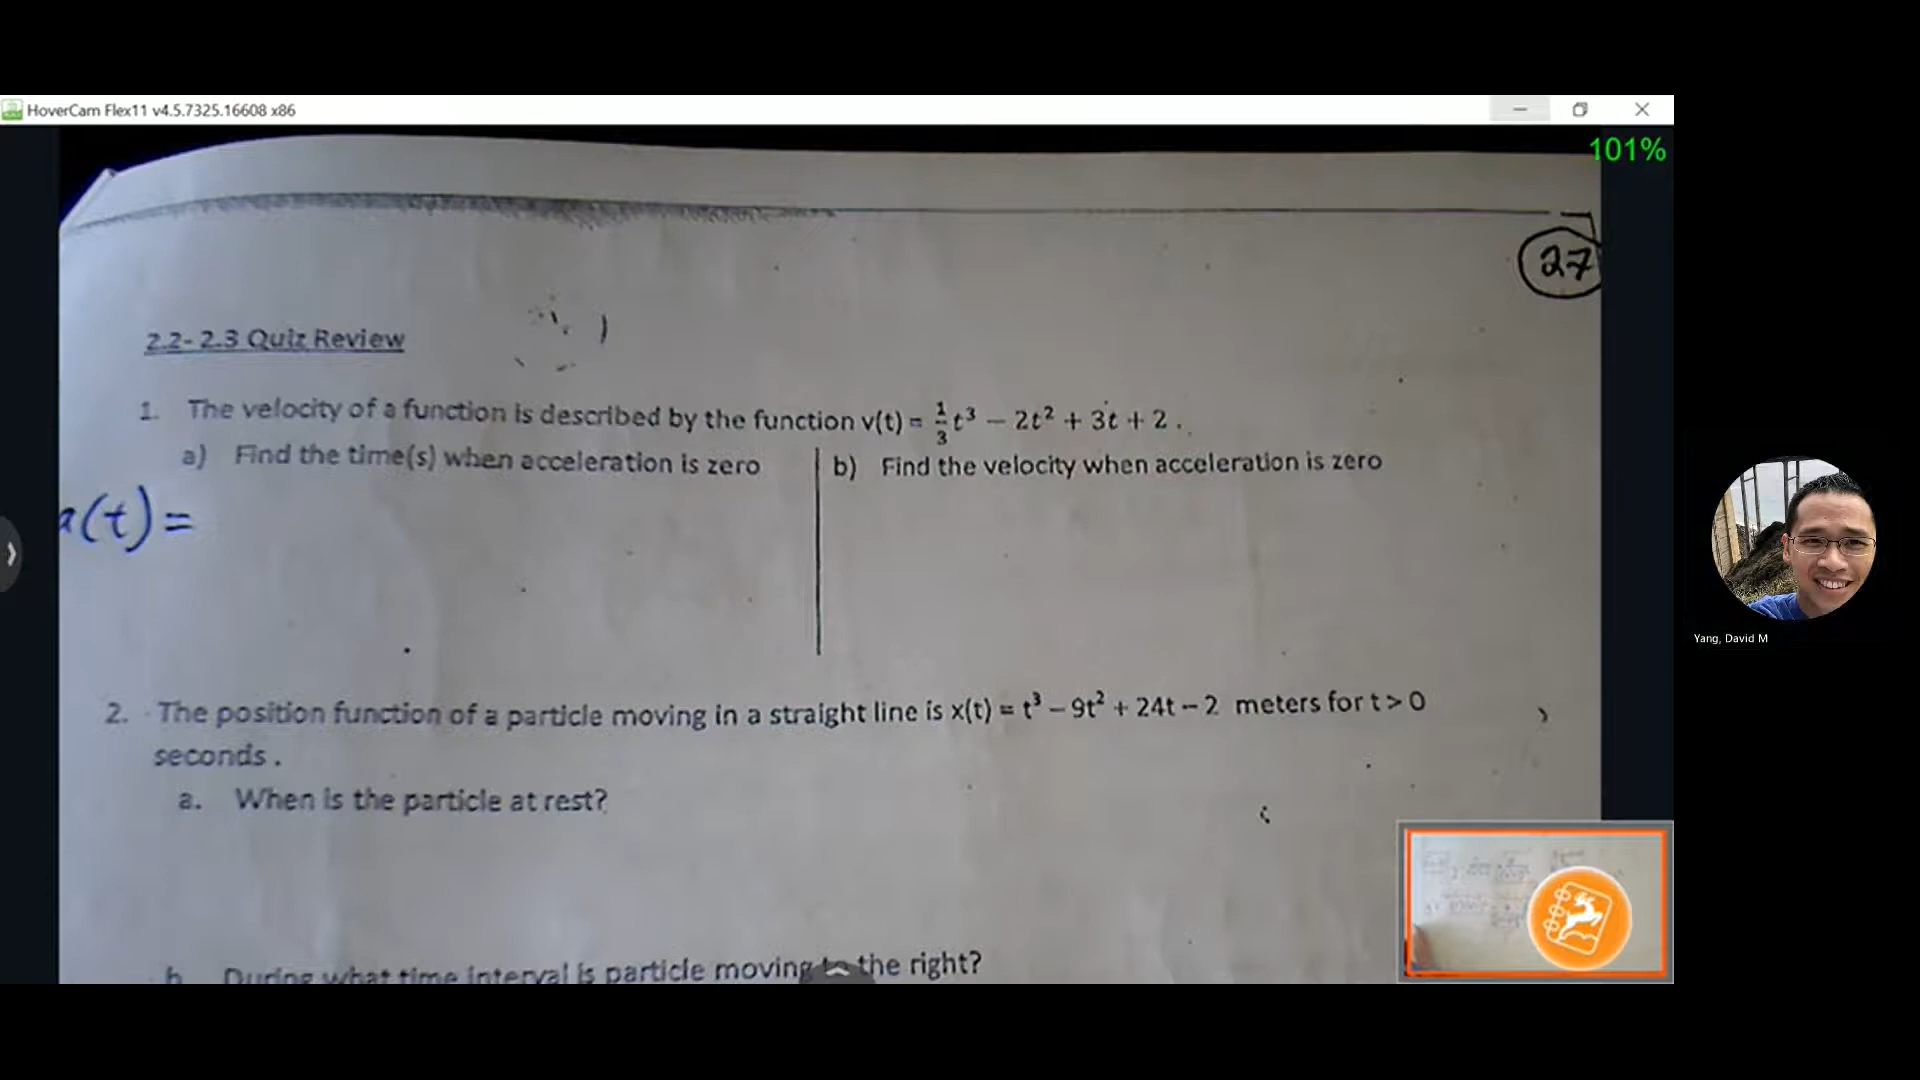 HoverCam Flex11 v4.5.7325.16608 x86
101%
27
2.2- 2.3 Quiz Review
1. The velocity of a function is described by the function v(t) = 1/3 t³ − 2t² + 3t + 2 .
a) Find the time(s) when acceleration is zero
b) Find the velocity when acceleration is zero
a(t) =
Yang, David M
2. The position function of a particle moving in a straight line is x(t) = t³ – 9t² + 24t – 2 meters for t > 0
seconds .
a. When is the particle at rest?
b During what time interval is particle moving to the right?